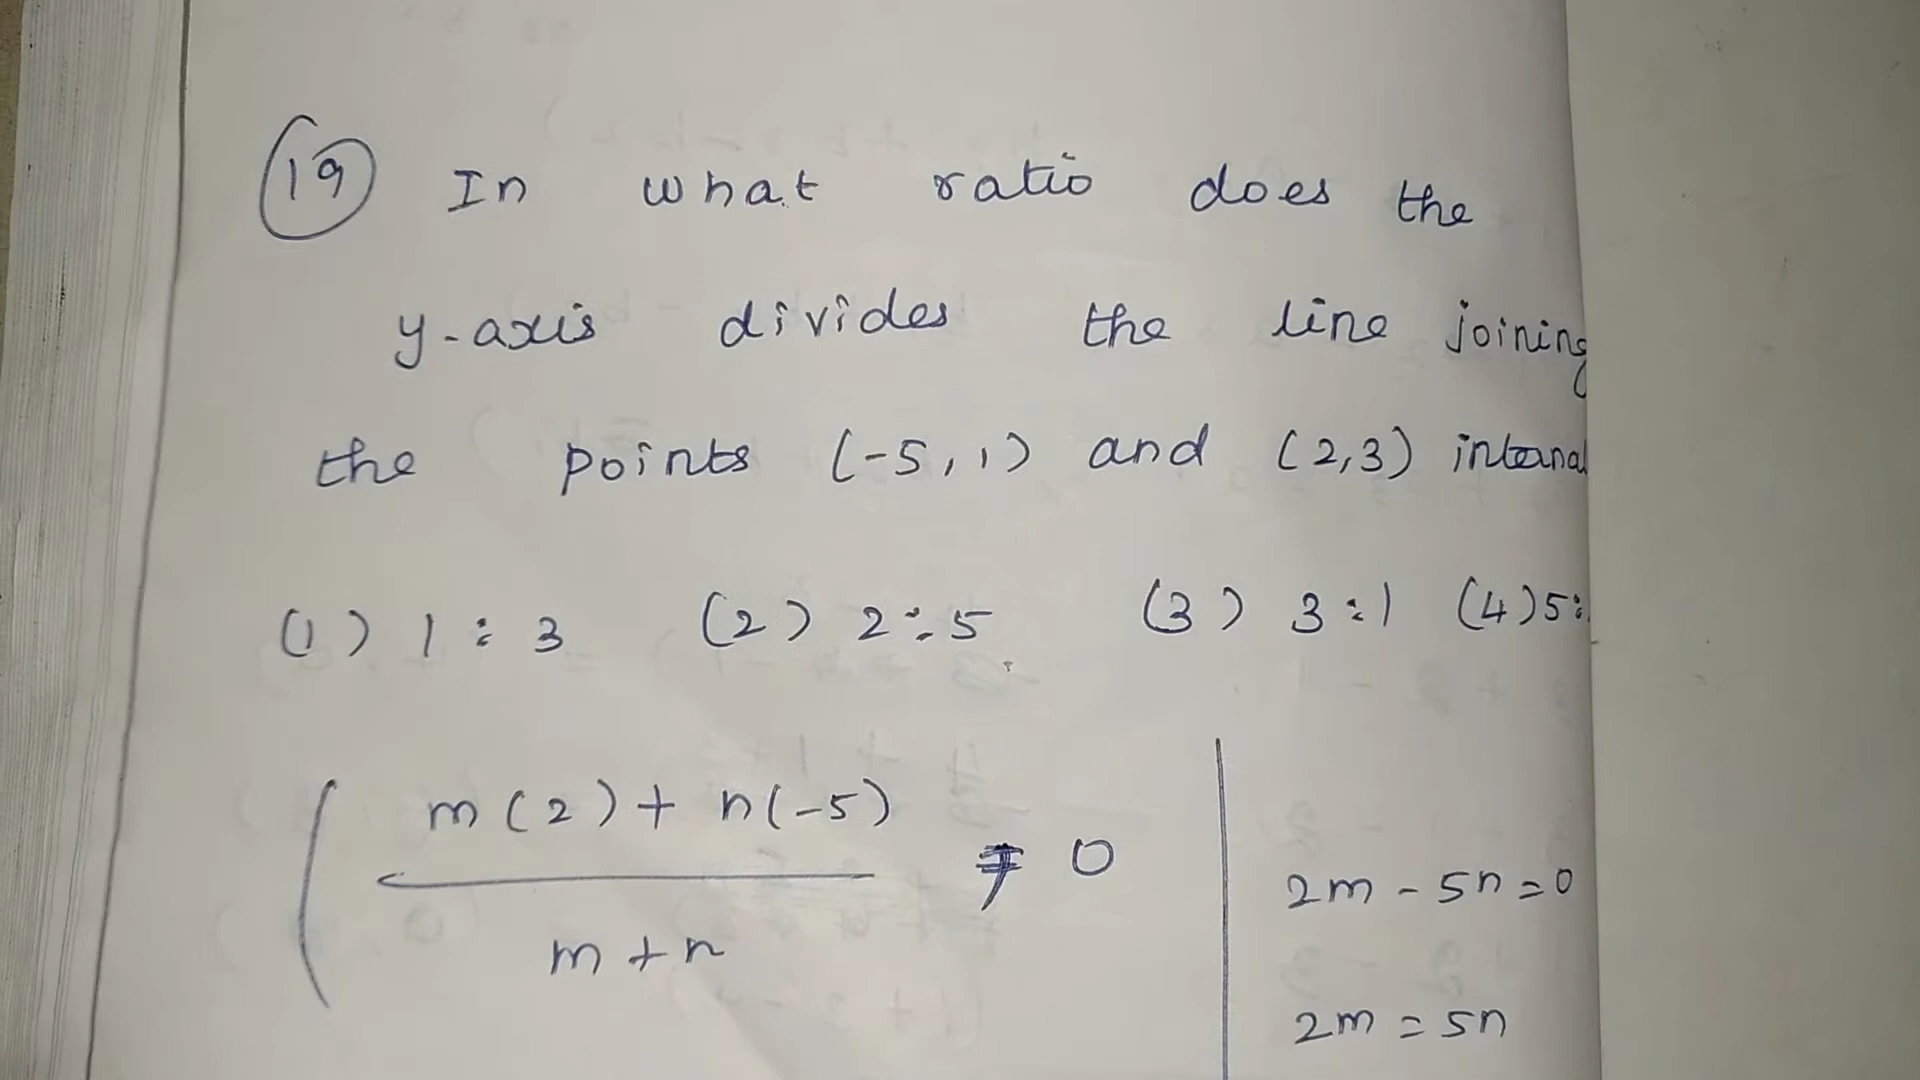 19 In what ratio does the
y-axis divides the line joining
the points (-5,1) and (2,3) internal
(1) 1:3 (2) 2:5 (3) 3:1 (4) 5:
m(2) + n(-5)
= 0
m+n
2m - 5n = 0
2m = 5n